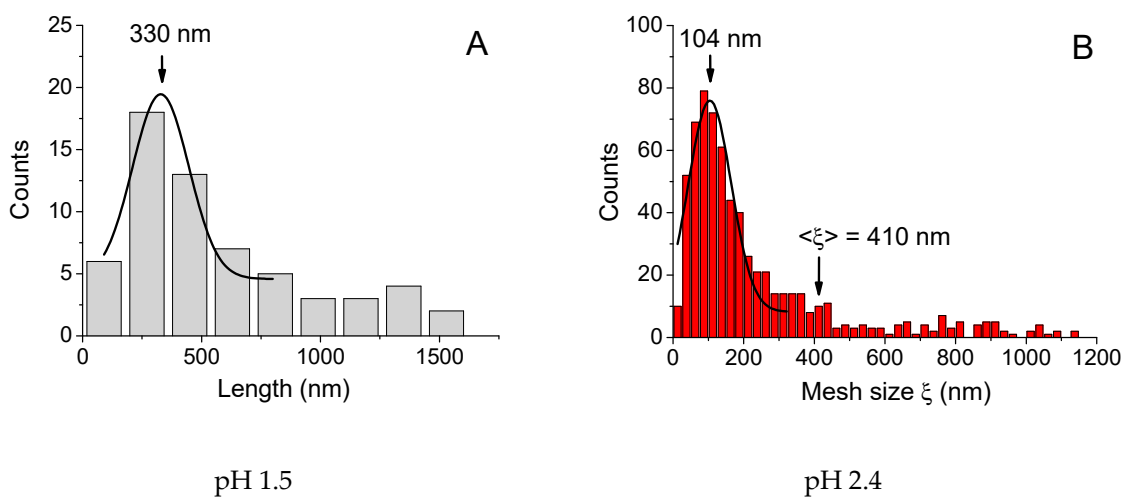 330 nm
A
25
20
15
10
5
0
Counts
0 500 1000 1500
Length (nm)
104 nm
B
100
80
60
40
20
0
Counts
<ξ> = 410 nm
0 200 400 600 800 1000 1200
Mesh size ξ (nm)
pH 1.5
pH 2.4